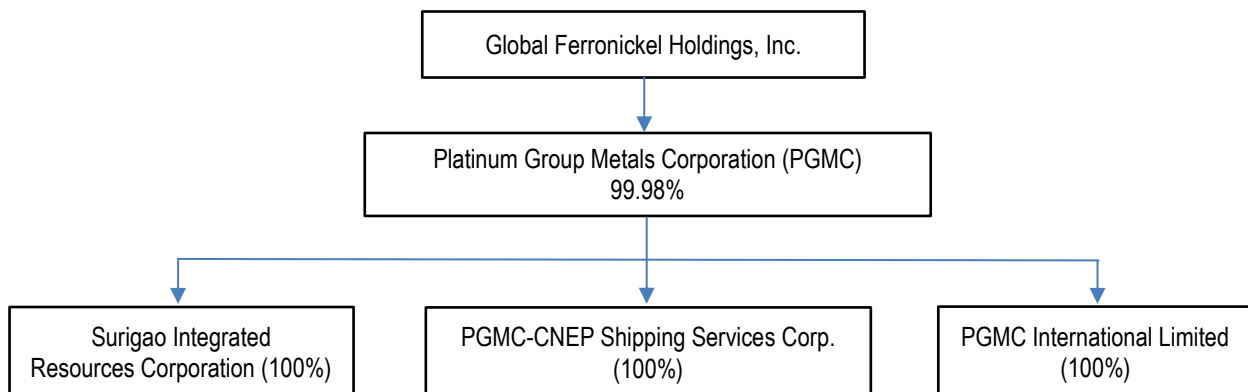 Global Ferronickel Holdings, Inc.
Platinum Group Metals Corporation (PGMC)
99.98%
Surigao Integrated
Resources Corporation (100%)
PGMC-CNEP Shipping Services Corp.
(100%)
PGMC International Limited
(100%)